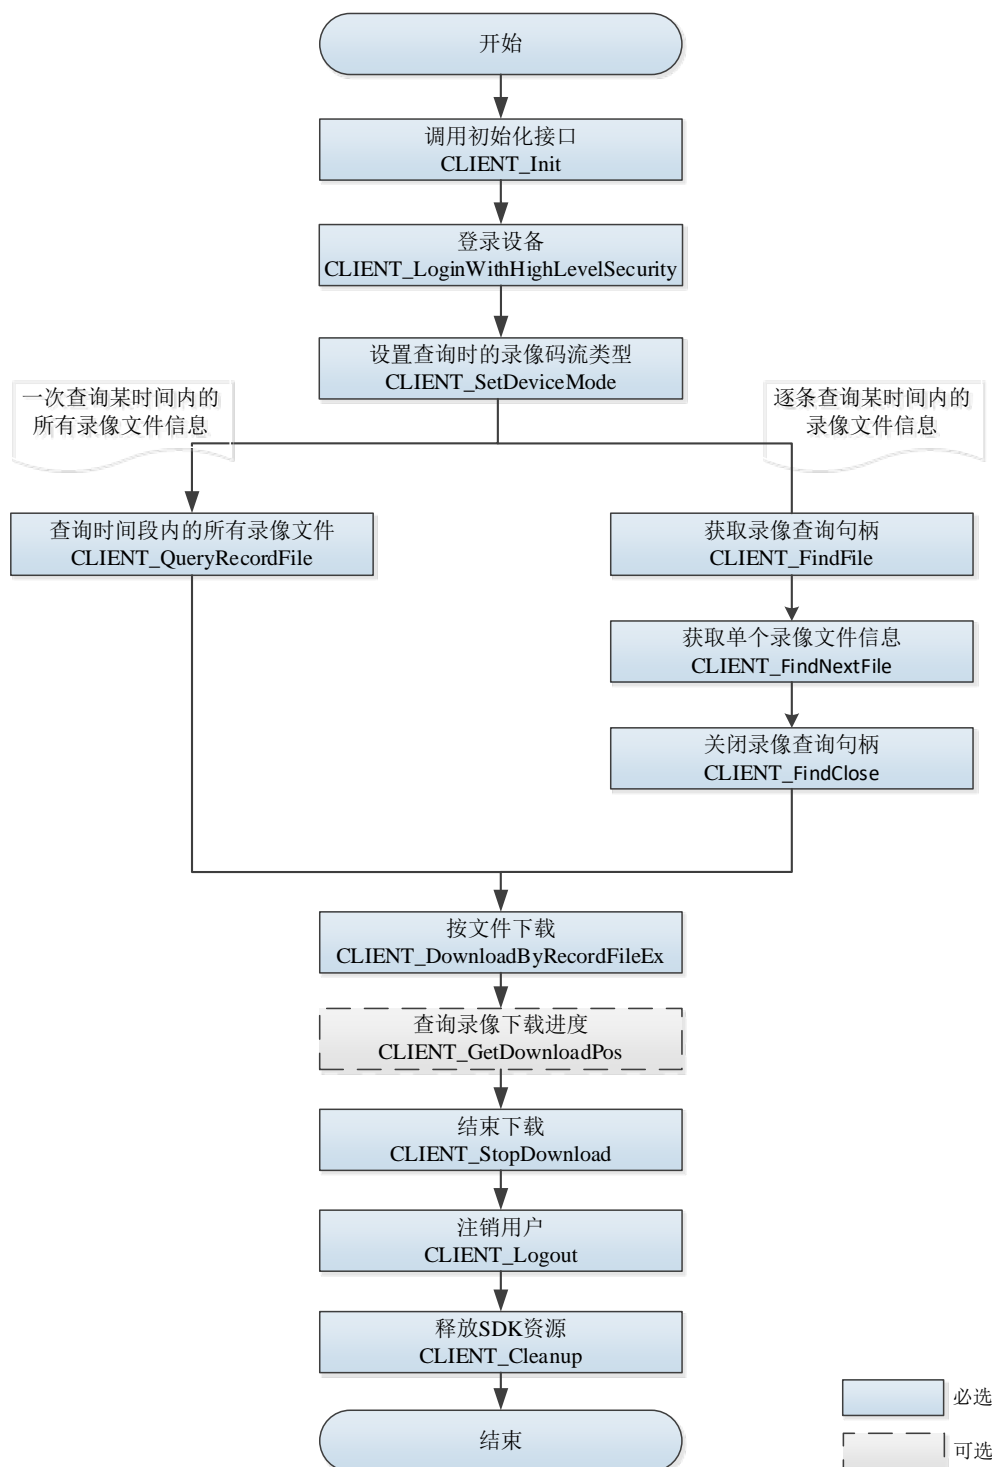 开始
调用初始化接口
CLIENT_Init
登录设备
CLIENT_LoginWithHighLevelSecurity
设置查询时的录像码流类型
CLIENT_SetDeviceMode
一次查询某时间内的
所有录像文件信息
逐条查询某时间内的
录像文件信息
查询时间段内的所有录像文件
CLIENT_QueryRecordFile
获取录像查询句柄
CLIENT_FindFile
获取单个录像文件信息
CLIENT_FindNextFile
关闭录像查询句柄
CLIENT_FindClose
按文件下载
CLIENT_DownloadByRecordFileEx
查询录像下载进度
CLIENT_GetDownloadPos
结束下载
CLIENT_StopDownload
注销用户
CLIENT_Logout
释放SDK资源
CLIENT_Cleanup
结束
必选
可选